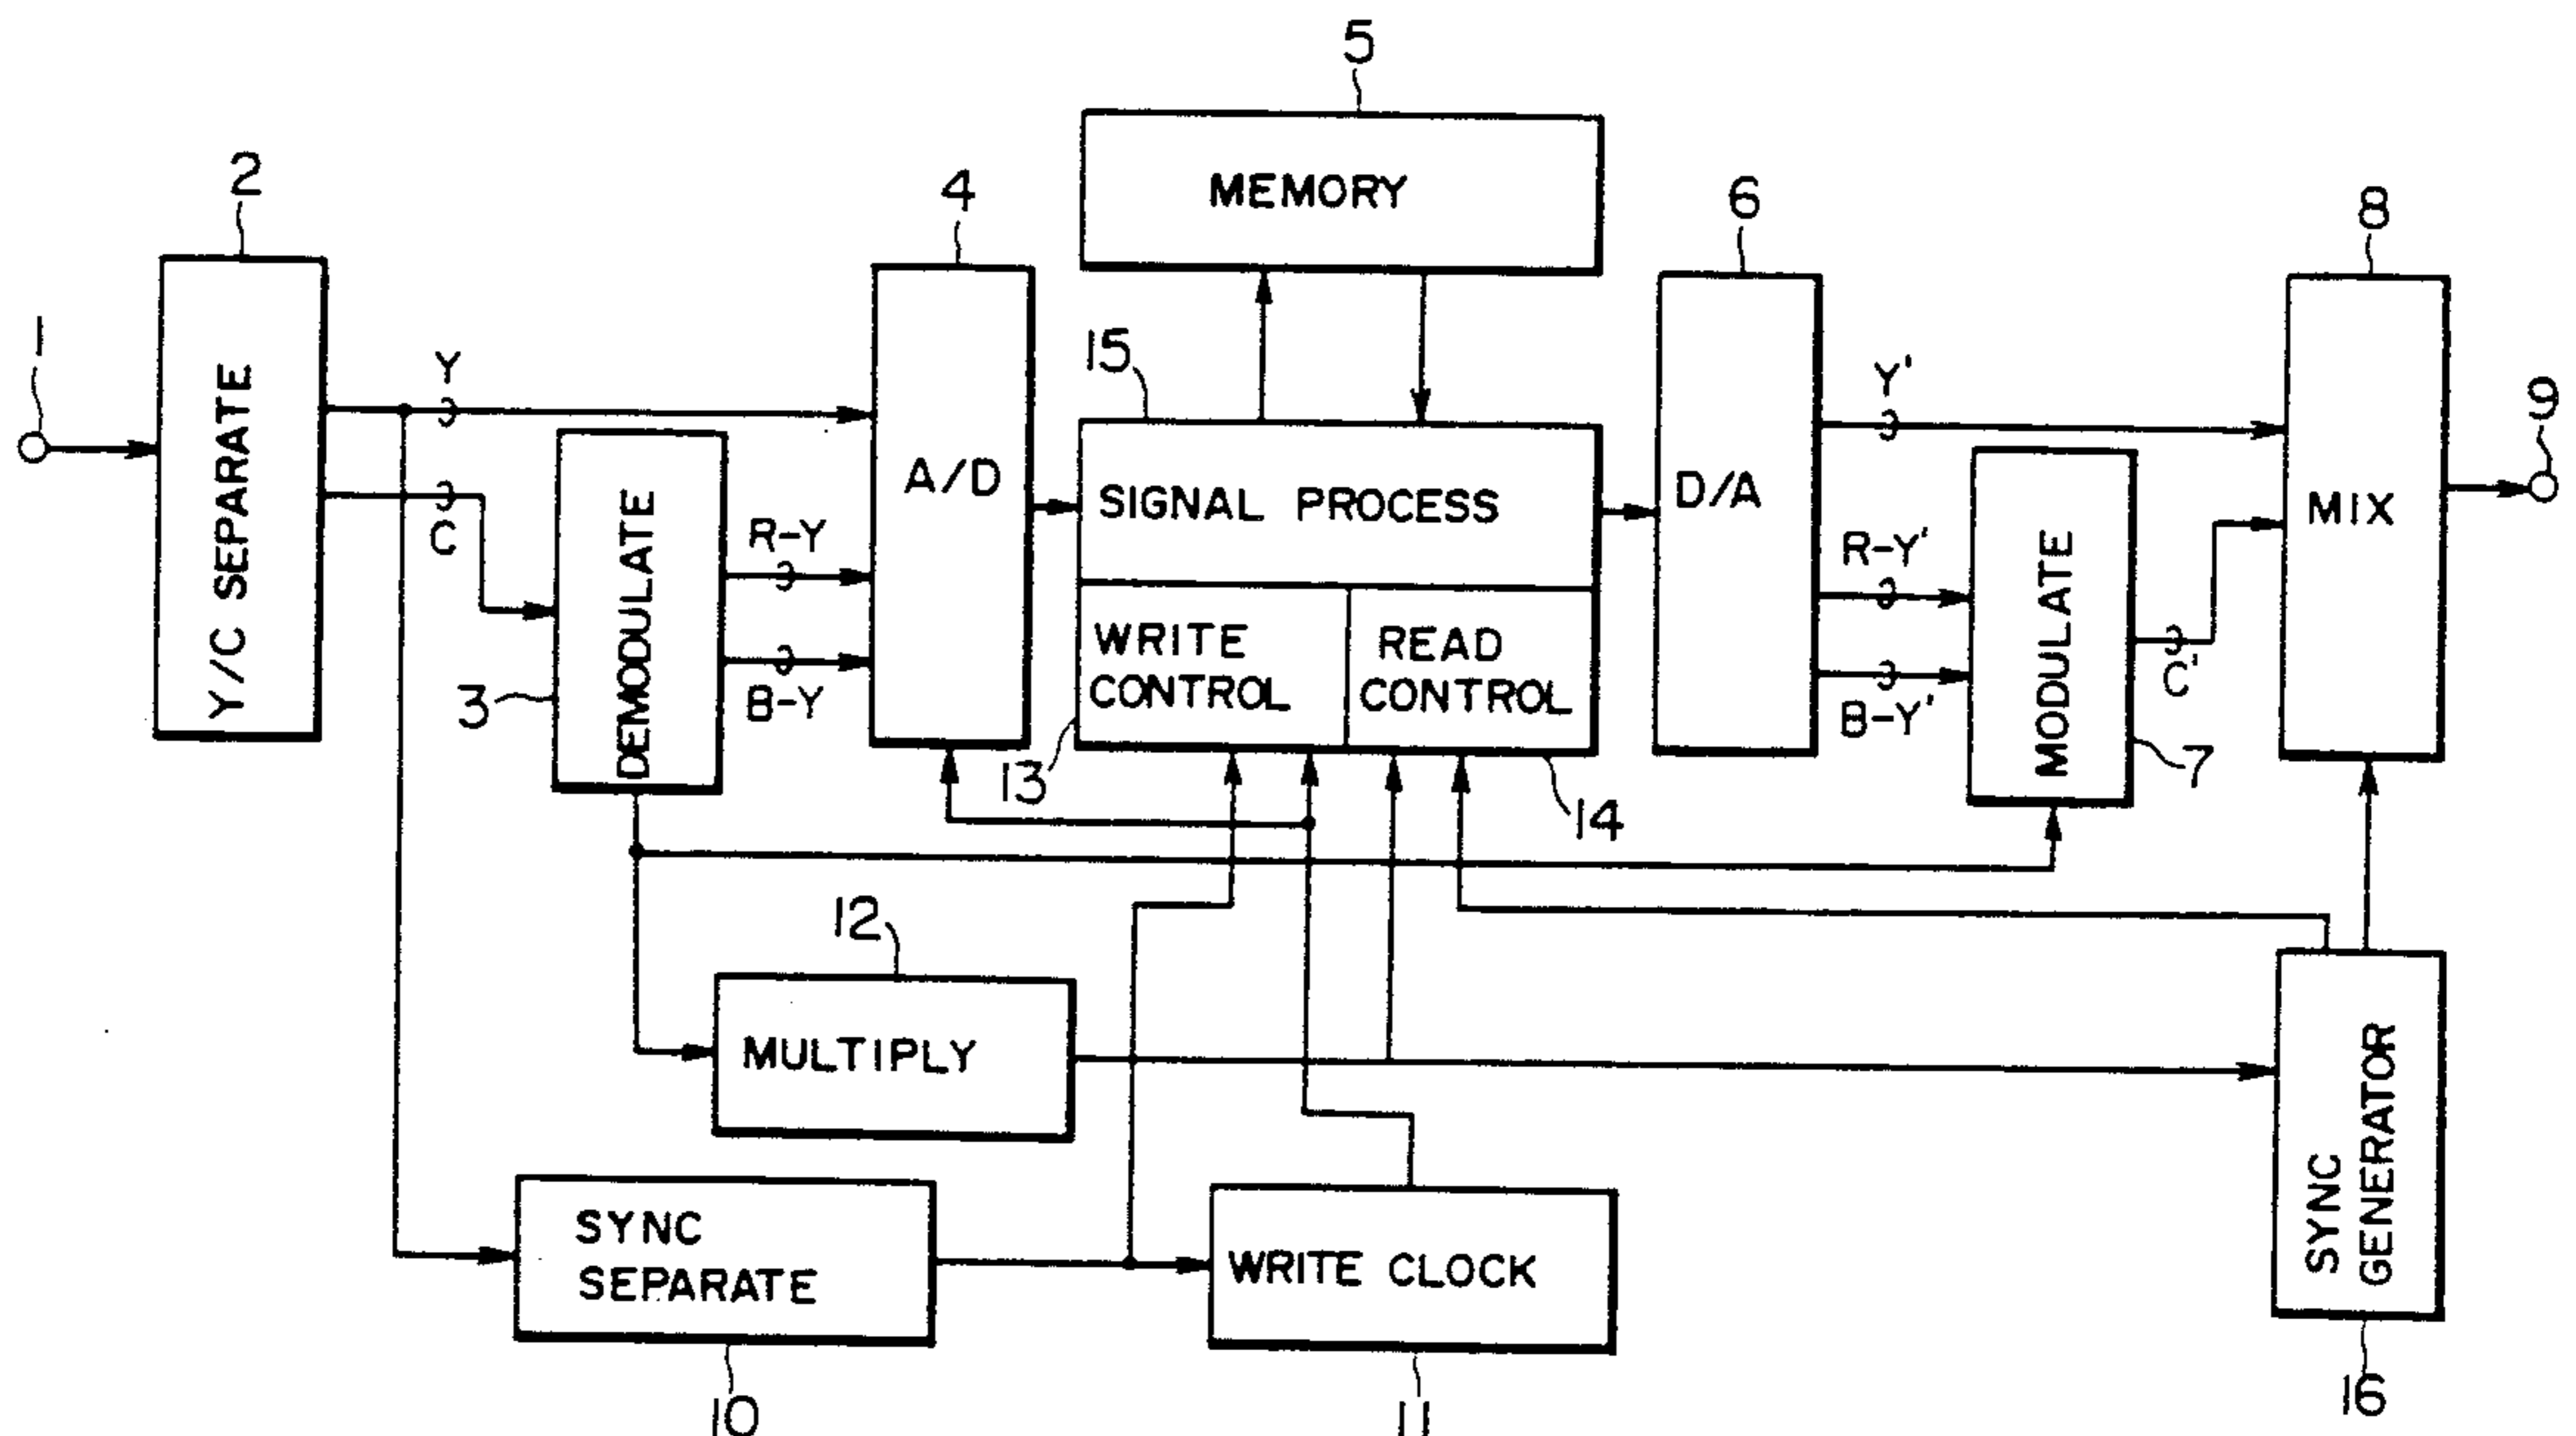 5
2
4
MEMORY
6
8
1
15
Y
Y'
9
Y/C SEPARATE
A/D
SIGNAL PROCESS
D/A
MIX
C
DEMODULATE
R-Y
R-Y'
MODULATE
WRITE
CONTROL
READ
CONTROL
3
B-Y
B-Y'
C'
13
14
7
12
MULTIPLY
SYNC
GENERATOR
SYNC
SEPARATE
WRITE CLOCK
10
11
16